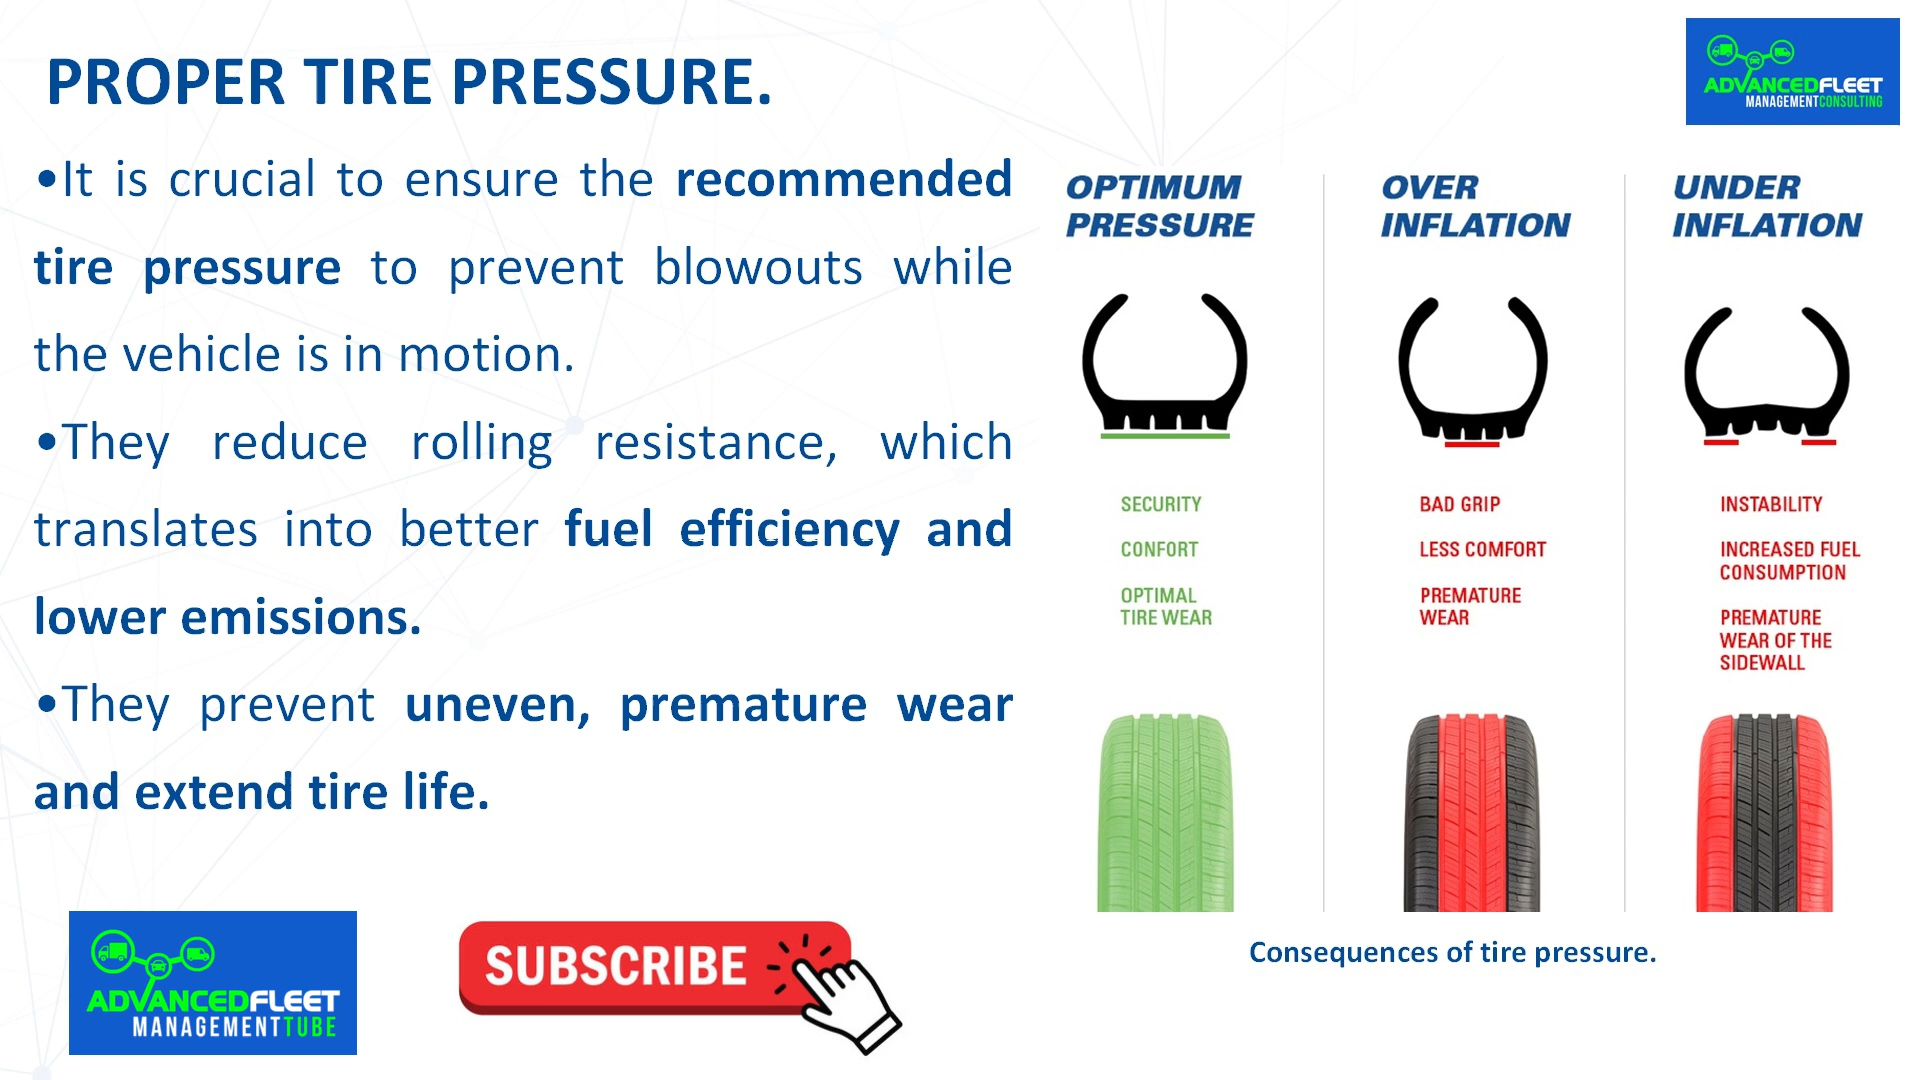 PROPER TIRE PRESSURE.
ADVANCEDFLEET
MANAGEMENTCONSULTING
•It is crucial to ensure the recommended
tire pressure to prevent blowouts while
the vehicle is in motion.
•They reduce rolling resistance, which
translates into better fuel efficiency and
lower emissions.
•They prevent uneven, premature wear
and extend tire life.
OPTIMUM
PRESSURE
SECURITY
CONFORT
OPTIMAL
TIRE WEAR
OVER
INFLATION
BAD GRIP
LESS COMFORT
PREMATURE
WEAR
UNDER
INFLATION
INSTABILITY
INCREASED FUEL
CONSUMPTION
PREMATURE
WEAR OF THE
SIDEWALL
Consequences of tire pressure.
ADVANCEDFLEET
MANAGEMENTTUBE
SUBSCRIBE